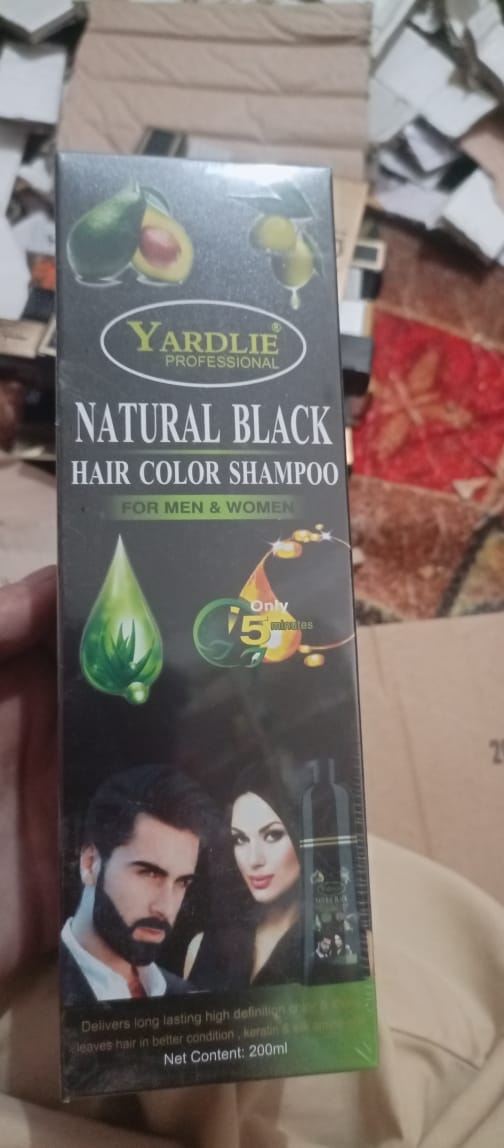 YARDLIE®
PROFESSIONAL
NATURAL BLACK
HAIR COLOR SHAMPOO
FOR MEN & WOMEN
Only
5 minutes
Delivers long lasting high definition
leaves hair in better condition , keratin &
Net Content: 200ml